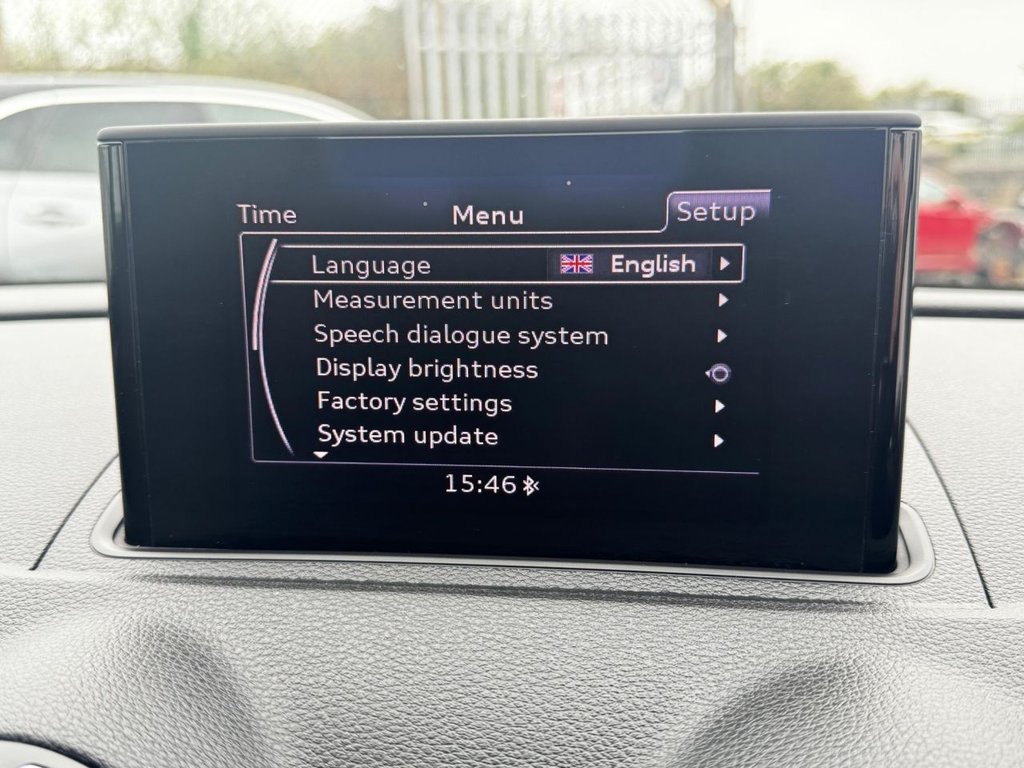 Time Menu Setup
Language English
Measurement units
Speech dialogue system
Display brightness
Factory settings
System update
15:46